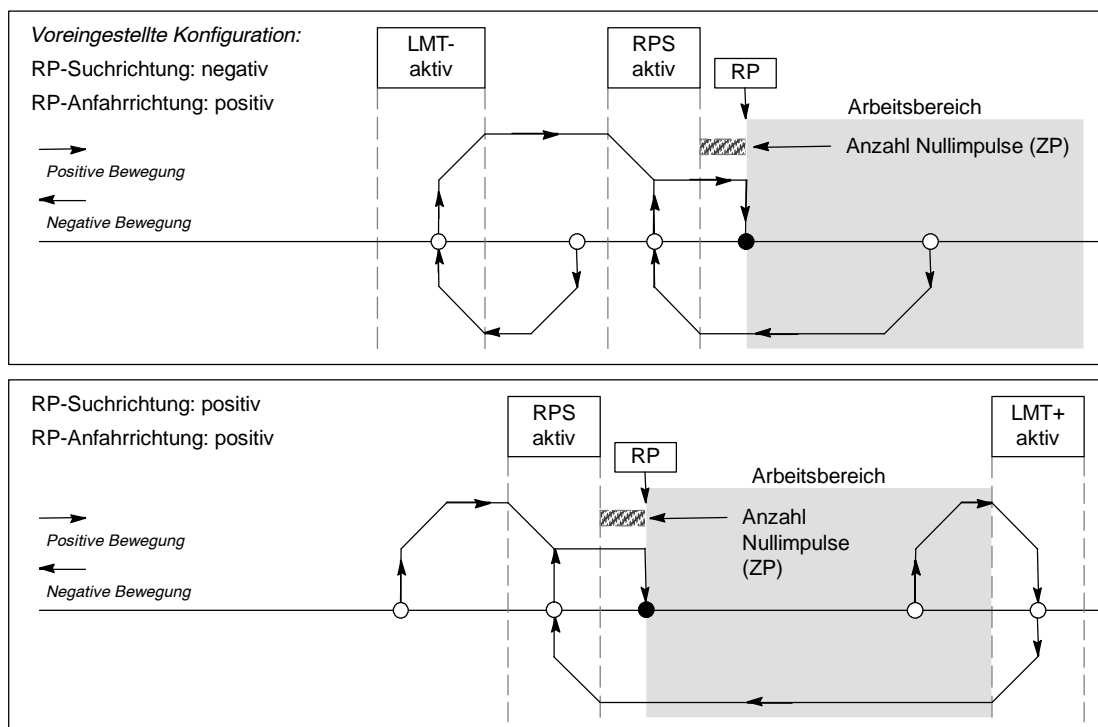 Voreingestellte Konfiguration:
RP-Suchrichtung: negativ
RP-Anfahrrichtung: positiv
Positive Bewegung
Negative Bewegung
LMT-
aktiv
RPS
aktiv
RP
Arbeitsbereich
Anzahl Nullimpulse (ZP)
RP-Suchrichtung: positiv
RP-Anfahrrichtung: positiv
Positive Bewegung
Negative Bewegung
RPS
aktiv
RP
Arbeitsbereich
Anzahl
Nullimpulse
(ZP)
LMT+
aktiv